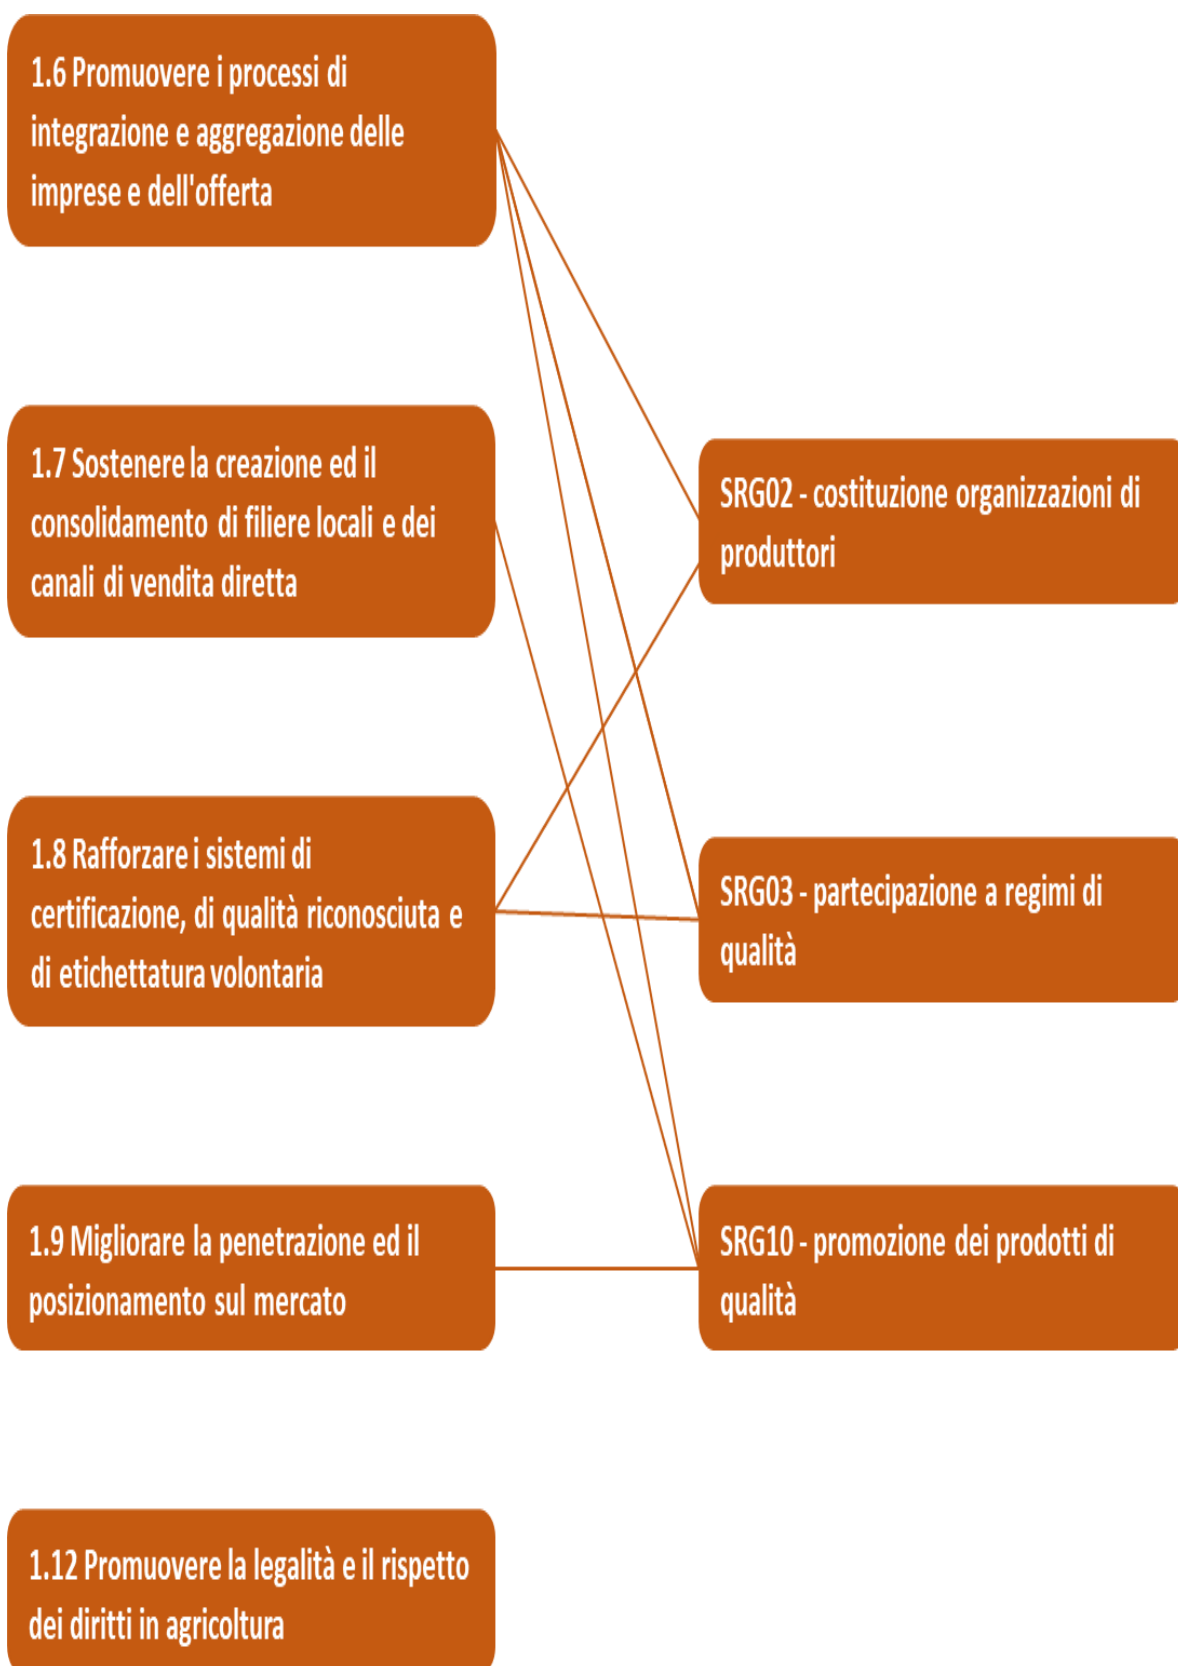 1.6 Promuovere i processi di
integrazione e aggregazione delle
imprese e dell'offerta
1.7 Sostenere la creazione ed il
consolidamento di filiere locali e dei
canali di vendita diretta
1.8 Rafforzare i sistemi di
certificazione, di qualità riconosciuta e
di etichettatura volontaria
1.9 Migliorare la penetrazione ed il
posizionamento sul mercato
1.12 Promuovere la legalità e il rispetto
dei diritti in agricoltura
SRG02 - costituzione organizzazioni di
produttori
SRG03 - partecipazione a regimi di
qualità
SRG10 - promozione dei prodotti di
qualità